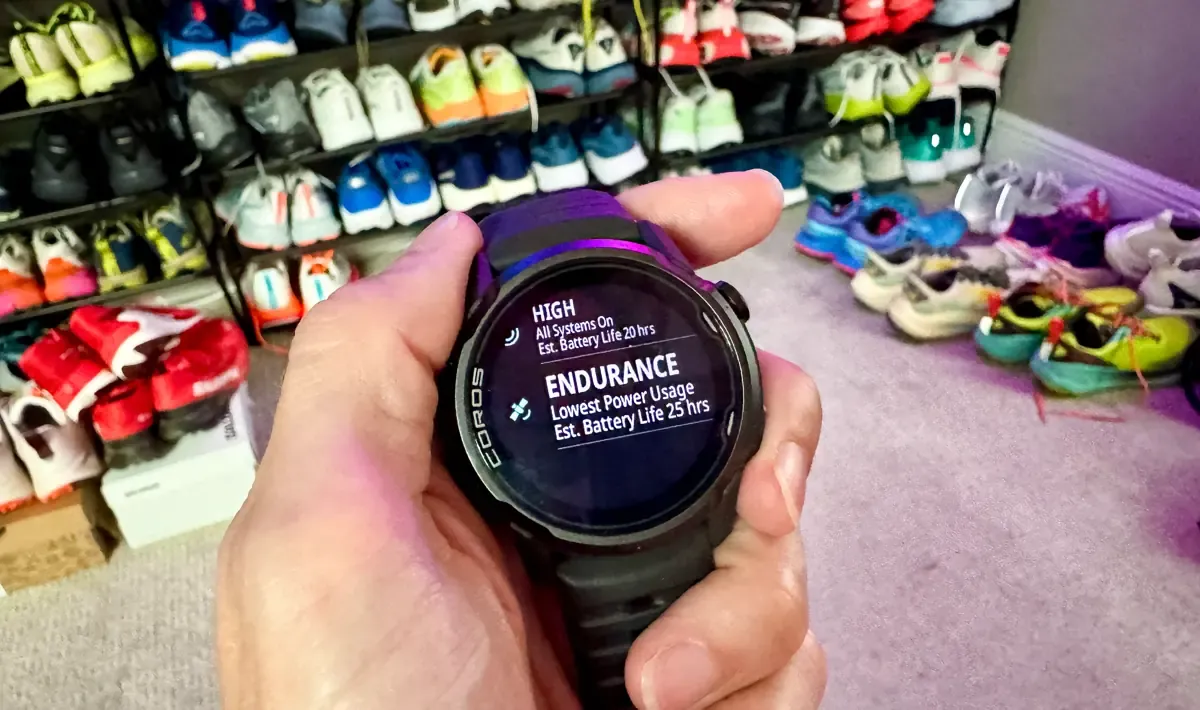 HIGH
All Systems On
Est. Battery Life 20 hrs
ENDURANCE
Lowest Power Usage
Est. Battery Life 25 hrs
COROS